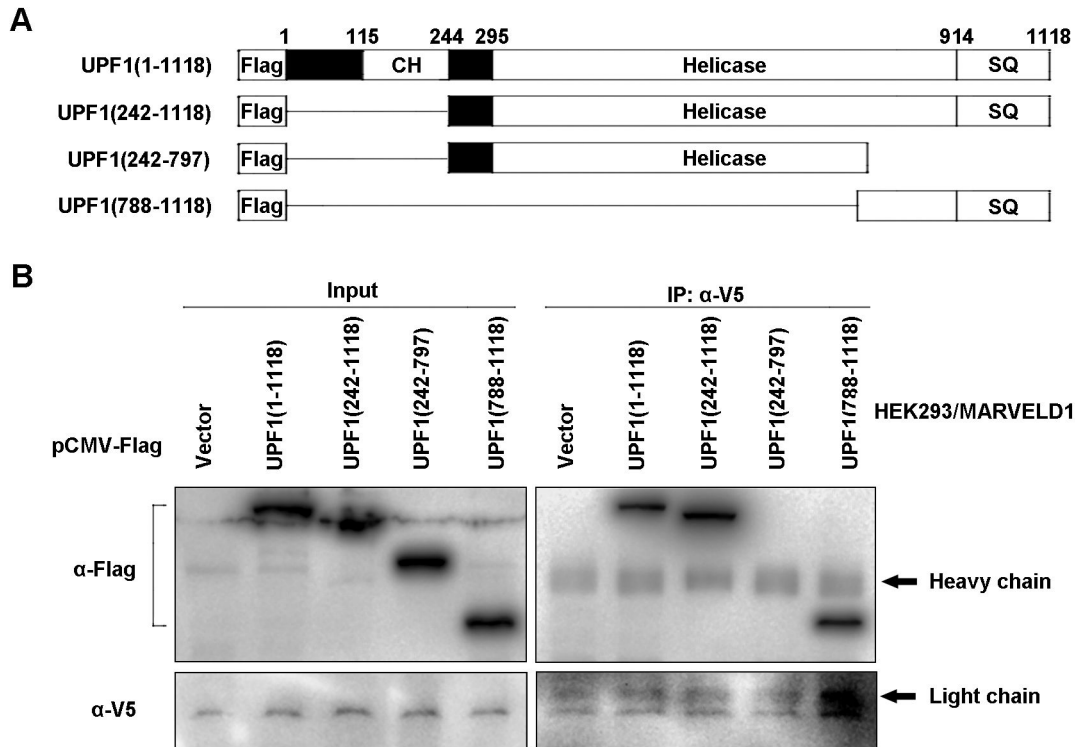 A
1 115 244 295 914 1118
UPF1(1-1118) Flag CH Helicase SQ
UPF1(242-1118) Flag Helicase SQ
UPF1(242-797) Flag Helicase
UPF1(788-1118) Flag SQ
B
Input IP: α-V5
pCMV-Flag Vector UPF1(1-1118) UPF1(242-1118) UPF1(242-797) UPF1(788-1118) Vector UPF1(1-1118) UPF1(242-1118) UPF1(242-797) UPF1(788-1118) HEK293/MARVELD1
α-Flag Heavy chain
α-V5 Light chain